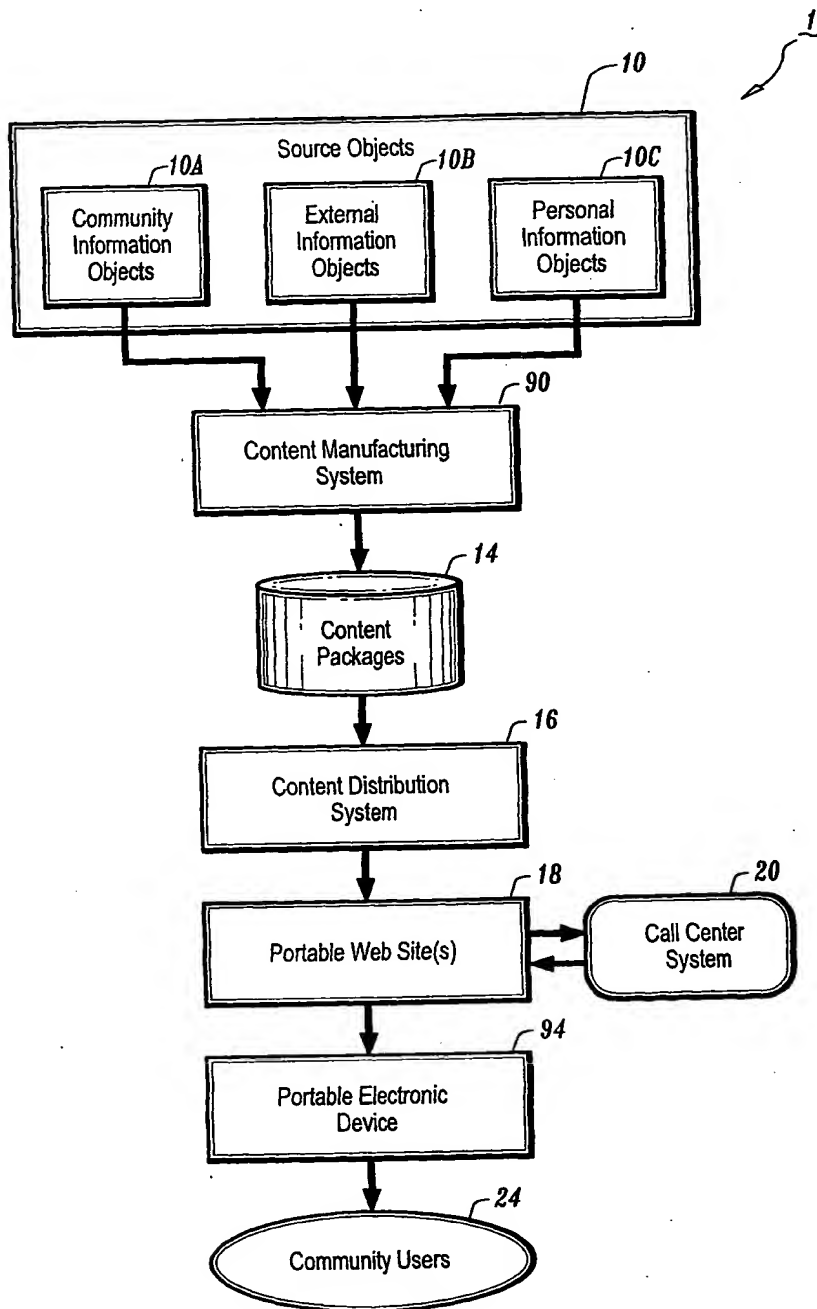 1
10
Source Objects
10A
10B
10C
Community
Information
Objects
External
Information
Objects
Personal
Information
Objects
90
Content Manufacturing
System
14
Content
Packages
16
Content Distribution
System
18
Portable Web Site(s)
20
Call Center
System
94
Portable Electronic
Device
24
Community Users